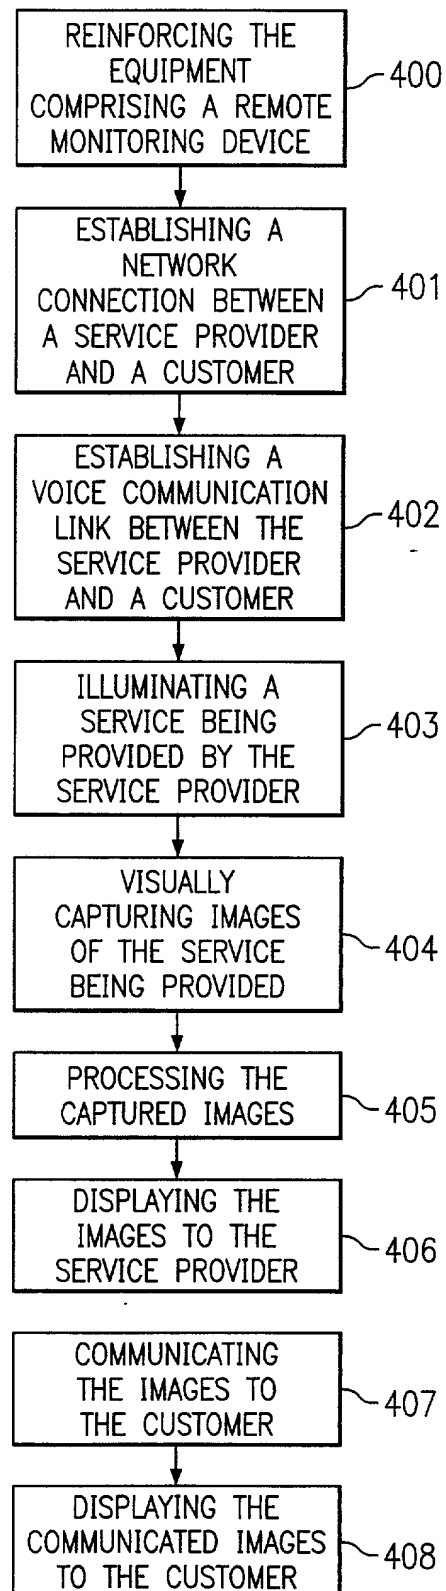 REINFORCING THE
EQUIPMENT
COMPRISING A REMOTE
MONITORING DEVICE
400
ESTABLISHING A
NETWORK
CONNECTION BETWEEN
A SERVICE PROVIDER
AND A CUSTOMER
401
ESTABLISHING A
VOICE COMMUNICATION
LINK BETWEEN THE
SERVICE PROVIDER
AND A CUSTOMER
402
ILLUMINATING A
SERVICE BEING
PROVIDED BY THE
SERVICE PROVIDER
403
VISUALLY
CAPTURING IMAGES
OF THE SERVICE
BEING PROVIDED
404
PROCESSING THE
CAPTURED IMAGES
405
DISPLAYING THE
IMAGES TO THE
SERVICE PROVIDER
406
COMMUNICATING
THE IMAGES TO
THE CUSTOMER
407
DISPLAYING THE
COMMUNICATED IMAGES
TO THE CUSTOMER
408